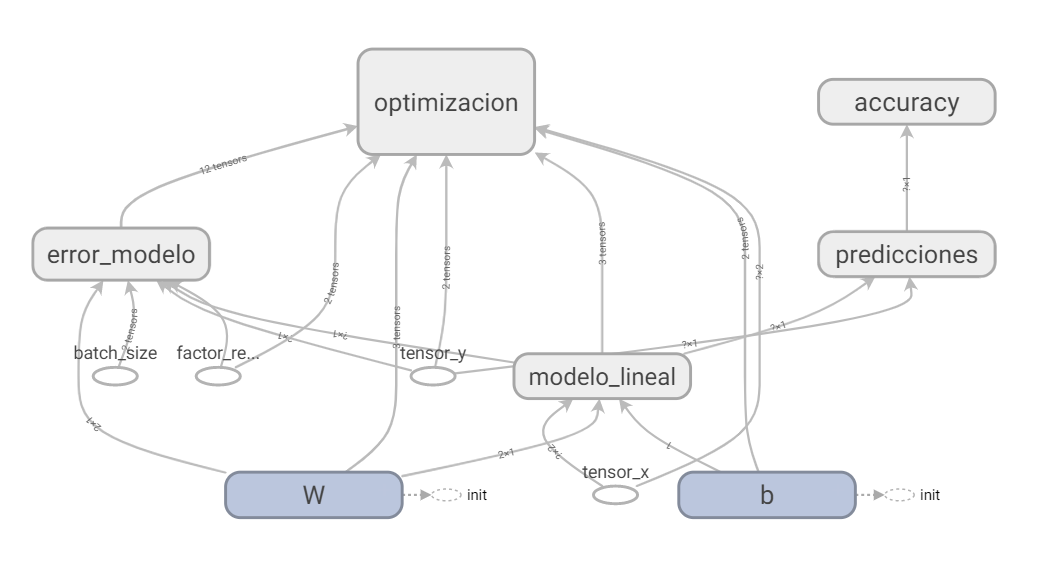 optimizacion
accuracy
12 tensors
?×1
3 tensors
2 tensors
error_modelo
predicciones
2 tensors
2 tensors
?×2
2 tensors
3 tensors
?×1
?×1
?×1
?×1
batch_size
factor_re...
tensor_y
modelo_lineal
2×1
2×1
?×2
?
tensor_x
W
init
b
init